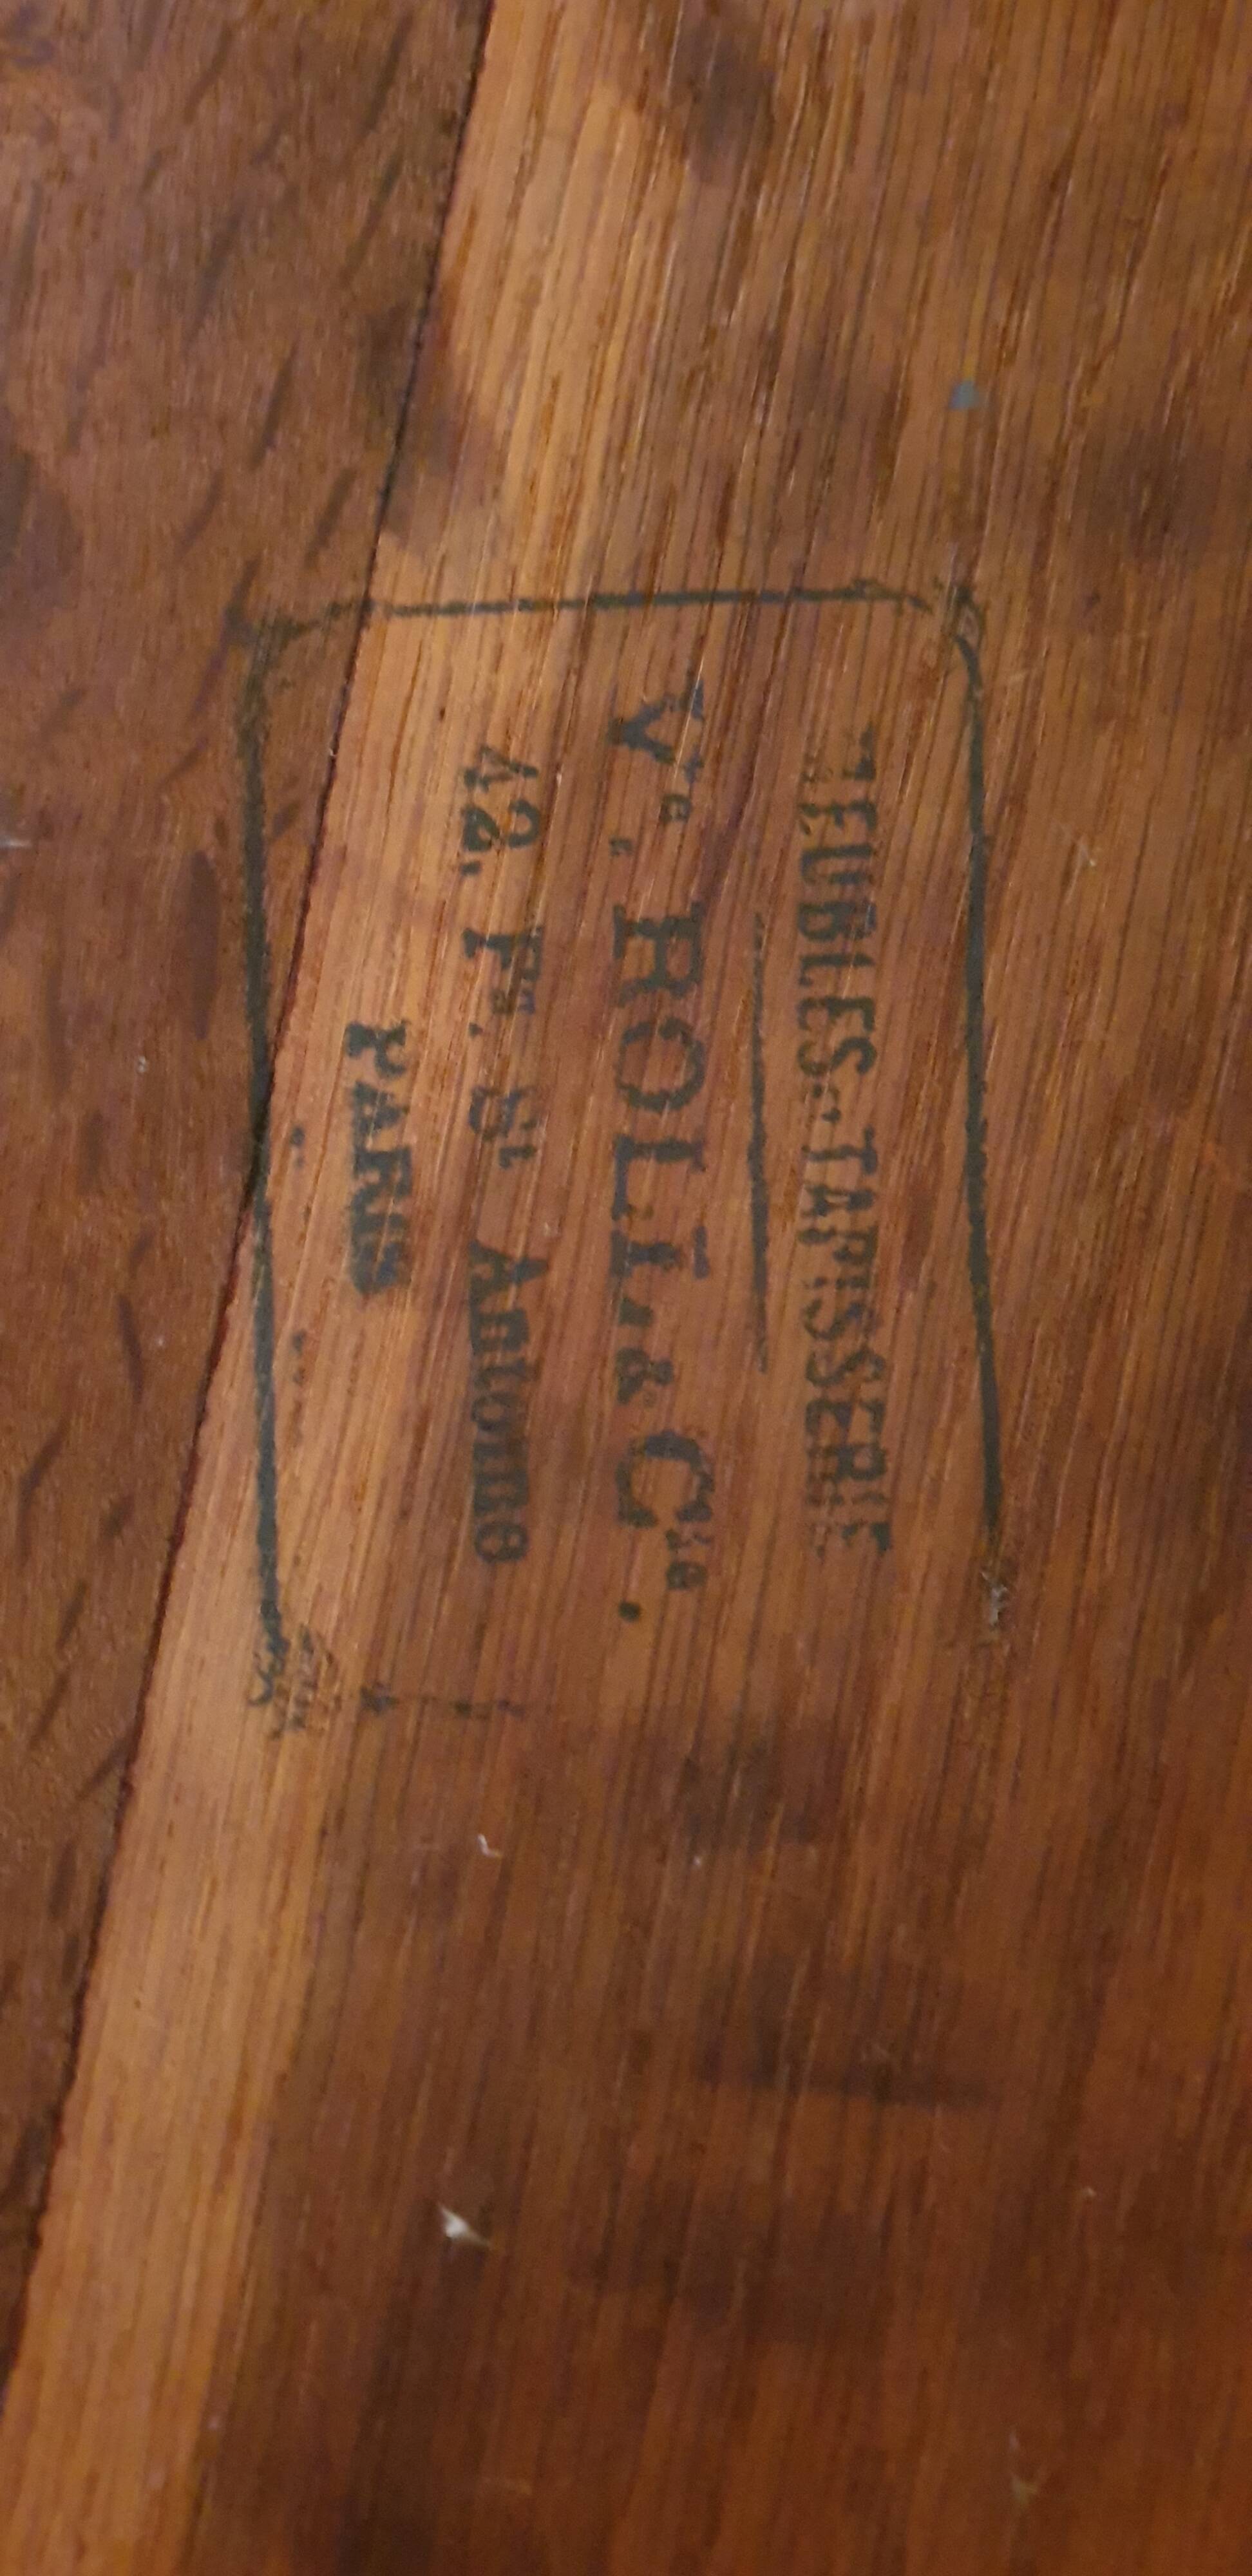 MEUBLES-TAPISSERIE
Vve. ROLL & Cie.
42, Fg. St Antoine
PARIS